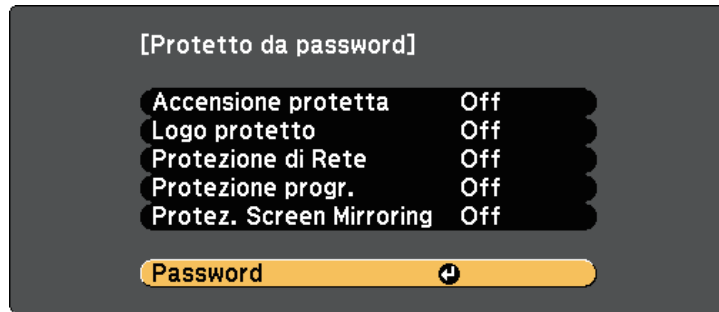 [Protetto da password]
Accensione protetta Off
Logo protetto Off
Protezione di Rete Off
Protezione progr. Off
Protez. Screen Mirroring Off
Password